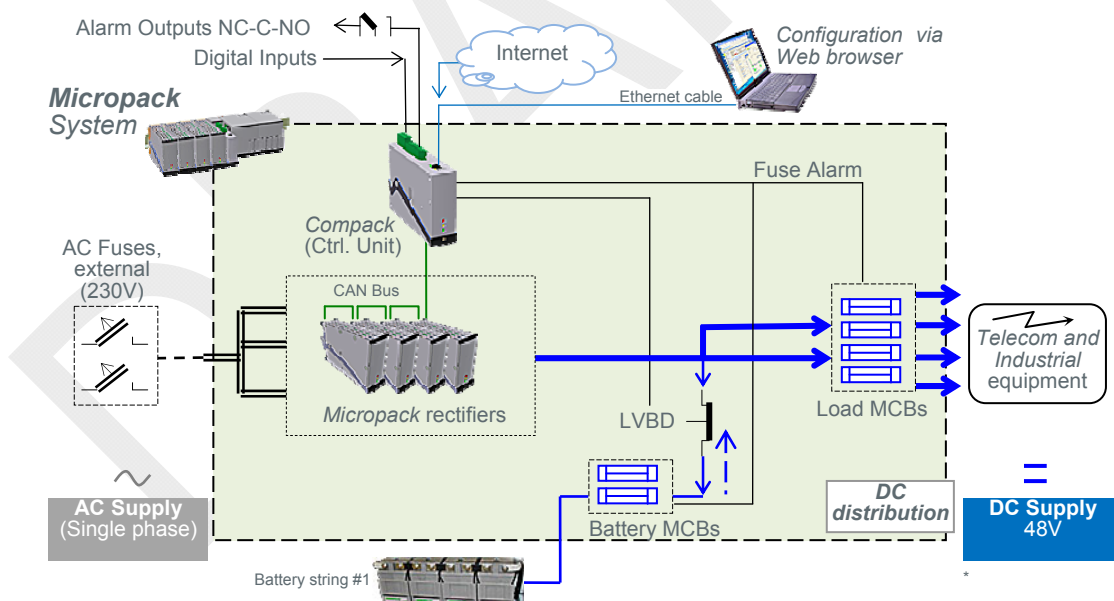 Alarm Outputs NC-C-NO
Digital Inputs
Internet
Configuration via
Web browser
Ethernet cable
Micropack
System
Fuse Alarm
Compack
(Ctrl. Unit)
AC Fuses,
external
(230V)
CAN Bus
Micropack rectifiers
Telecom and
Industrial
equipment
Load MCBs
LVBD
AC Supply
(Single phase)
Battery MCBs
DC
distribution
DC Supply
48V
Battery string #1
*